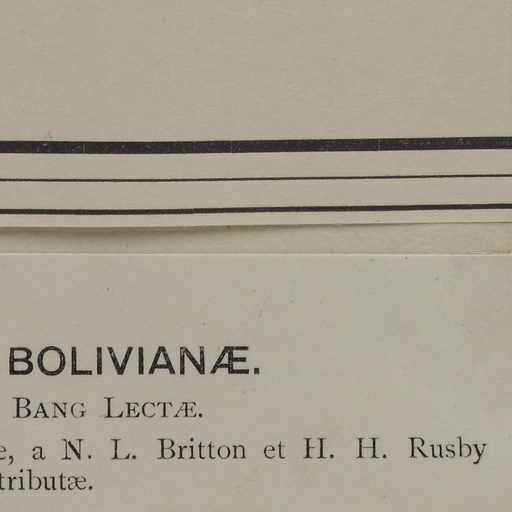 BOLIVIANÆ.
BANG LECTÆ.
e, a N. L. Britton et H. H. Rusby
tributæ.